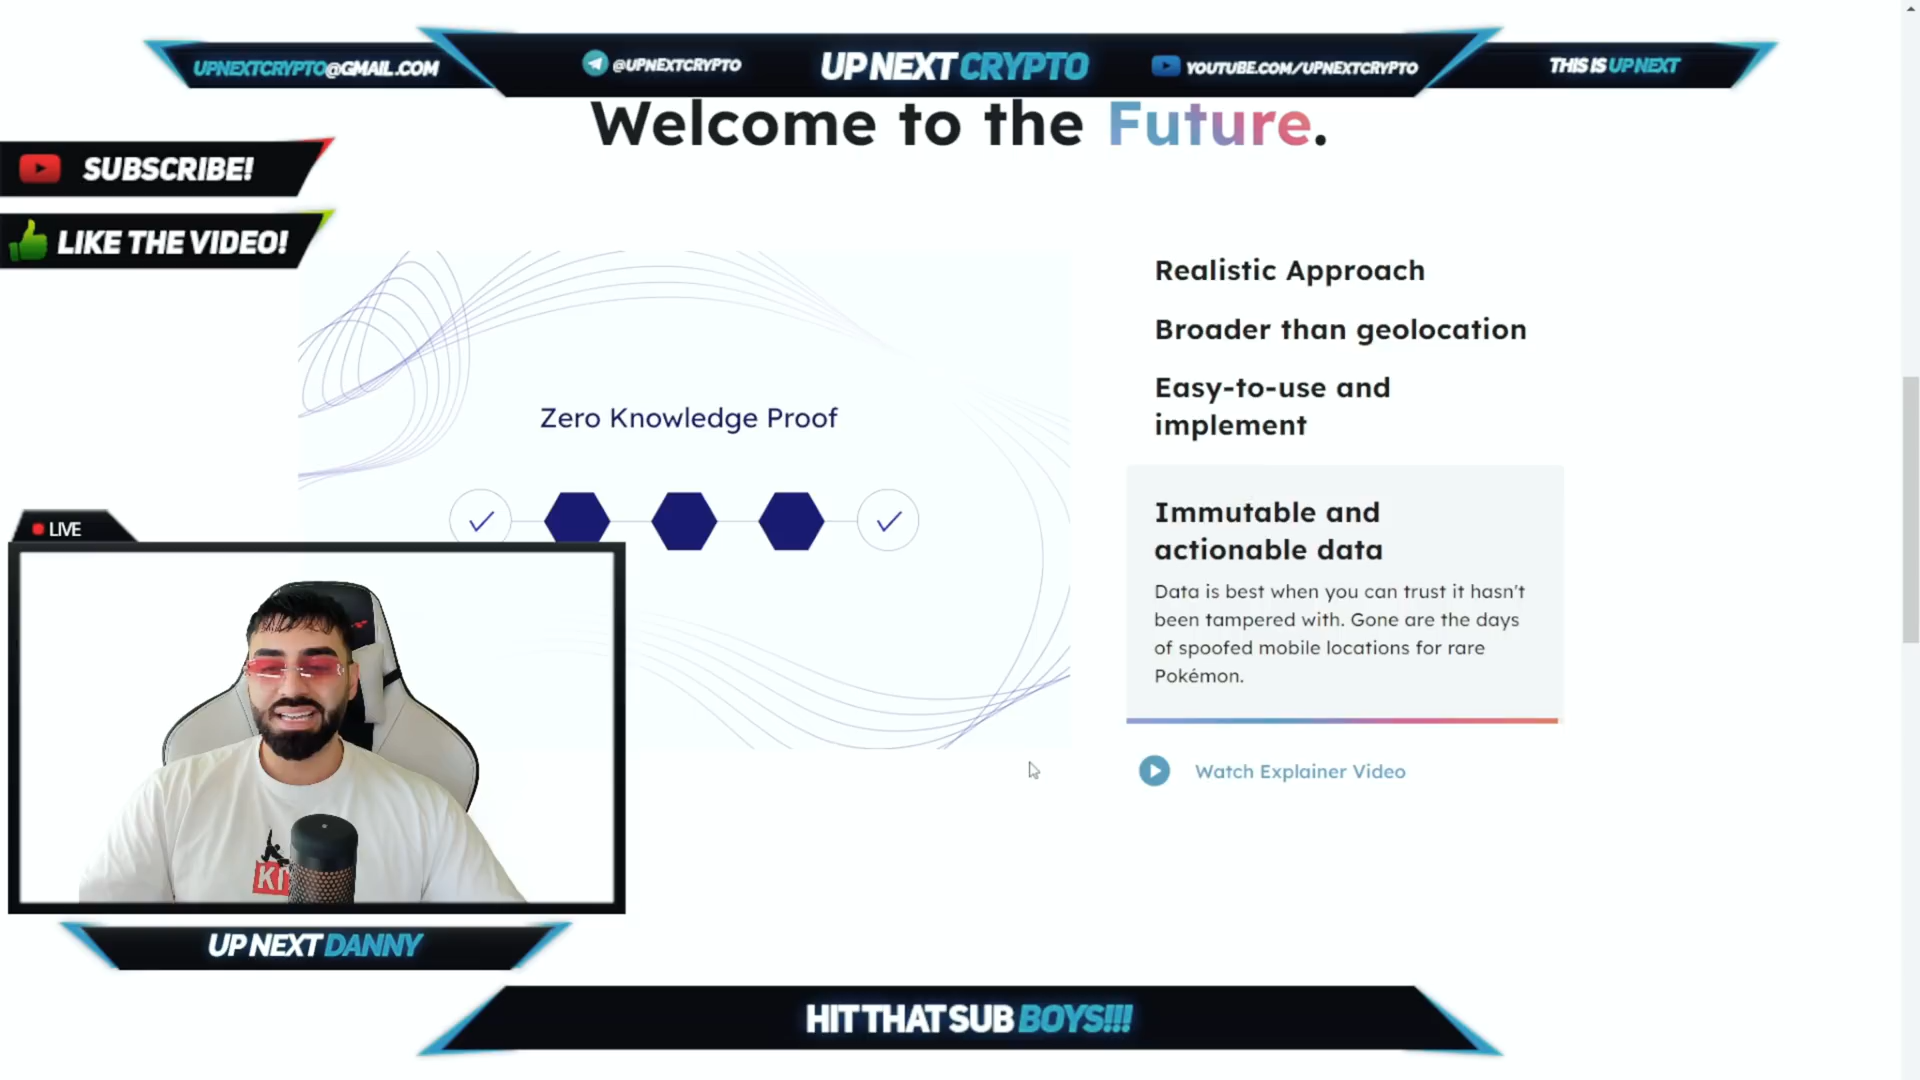 UPNEXTCRYPTO@GMAIL.COM
@UPNEXTCRYPTO
UP NEXT CRYPTO
YOUTUBE.COM/UPNEXTCRYPTO
THIS IS UP NEXT
Welcome to the Future.
SUBSCRIBE!
LIKE THE VIDEO!
Zero Knowledge Proof
Realistic Approach
Broader than geolocation
Easy-to-use and
implement
Immutable and
actionable data
Data is best when you can trust it hasn't
been tampered with. Gone are the days
of spoofed mobile locations for rare
Pokémon.
Watch Explainer Video
LIVE
UP NEXT DANNY
HIT THAT SUB BOYS!!!